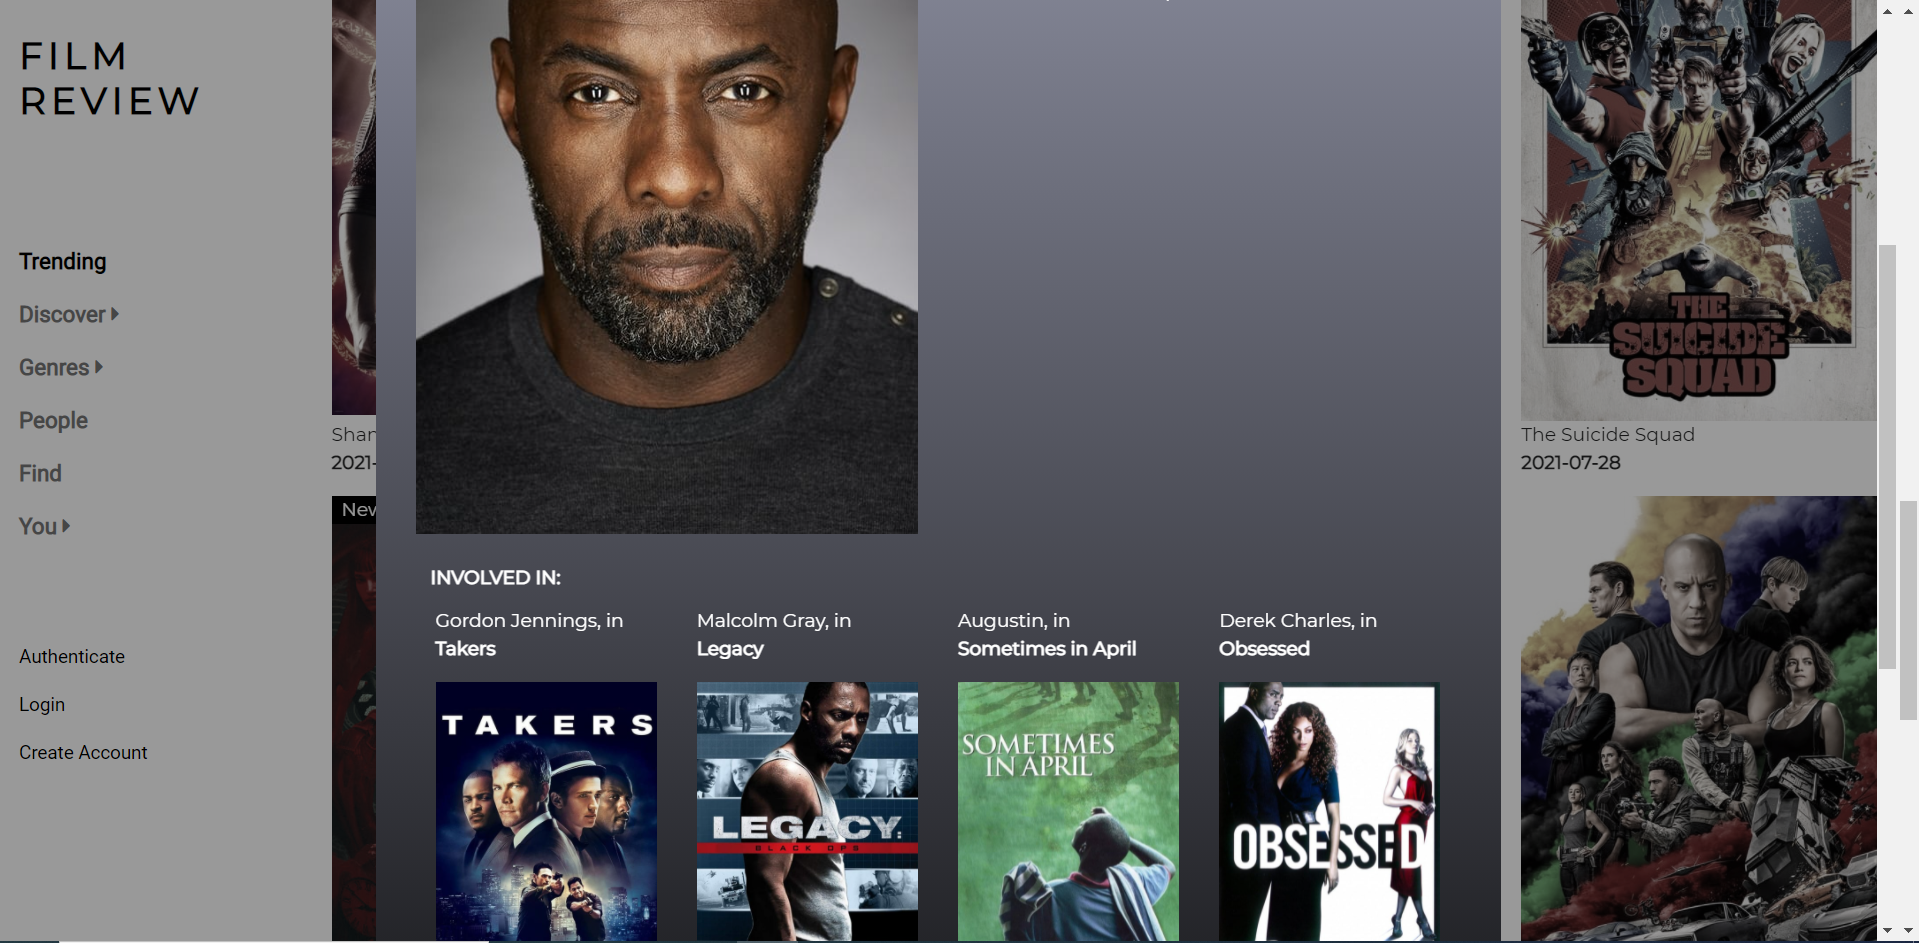 FILM
REVIEW
Trending
Discover
Genres
People
Find
You
Authenticate
Login
Create Account
Shan
2021-
New
INVOLVED IN:
Gordon Jennings, in
Takers
Malcolm Gray, in
Legacy
Augustin, in
Sometimes in April
Derek Charles, in
Obsessed
TAKERS
LEGACY:
BLACK OPS
SOMETIMES
IN APRIL
OBSESSED
THE
SUICIDE
SQUAD
The Suicide Squad
2021-07-28